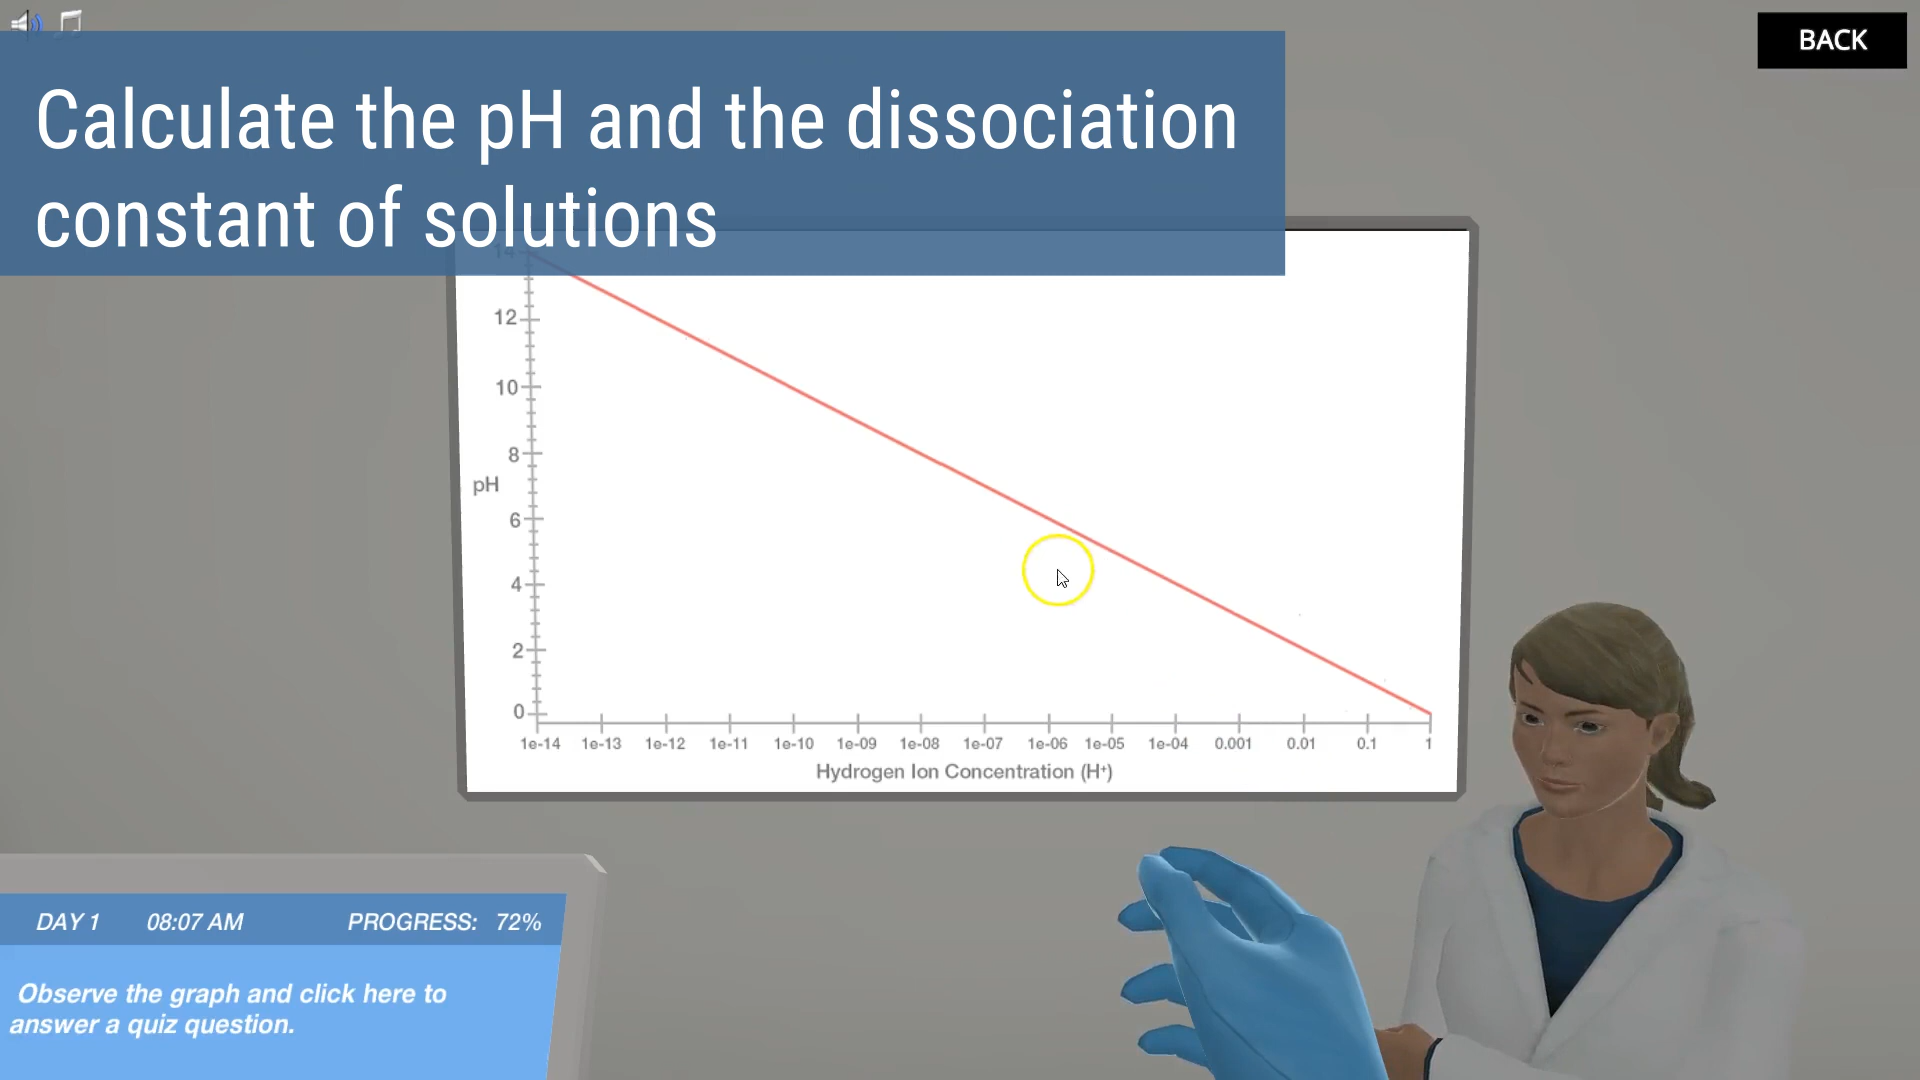 BACK
Calculate the pH and the dissociation
constant of solutions
14
12
10
8
pH
6
4
2
0
1e-14 1e-13 1e-12 1e-11 1e-10 1e-09 1e-08 1e-07 1e-06 1e-05 1e-04 0.001 0.01 0.1 1
Hydrogen Ion Concentration (H⁺)
DAY 1 08:07 AM PROGRESS: 72%
Observe the graph and click here to
answer a quiz question.